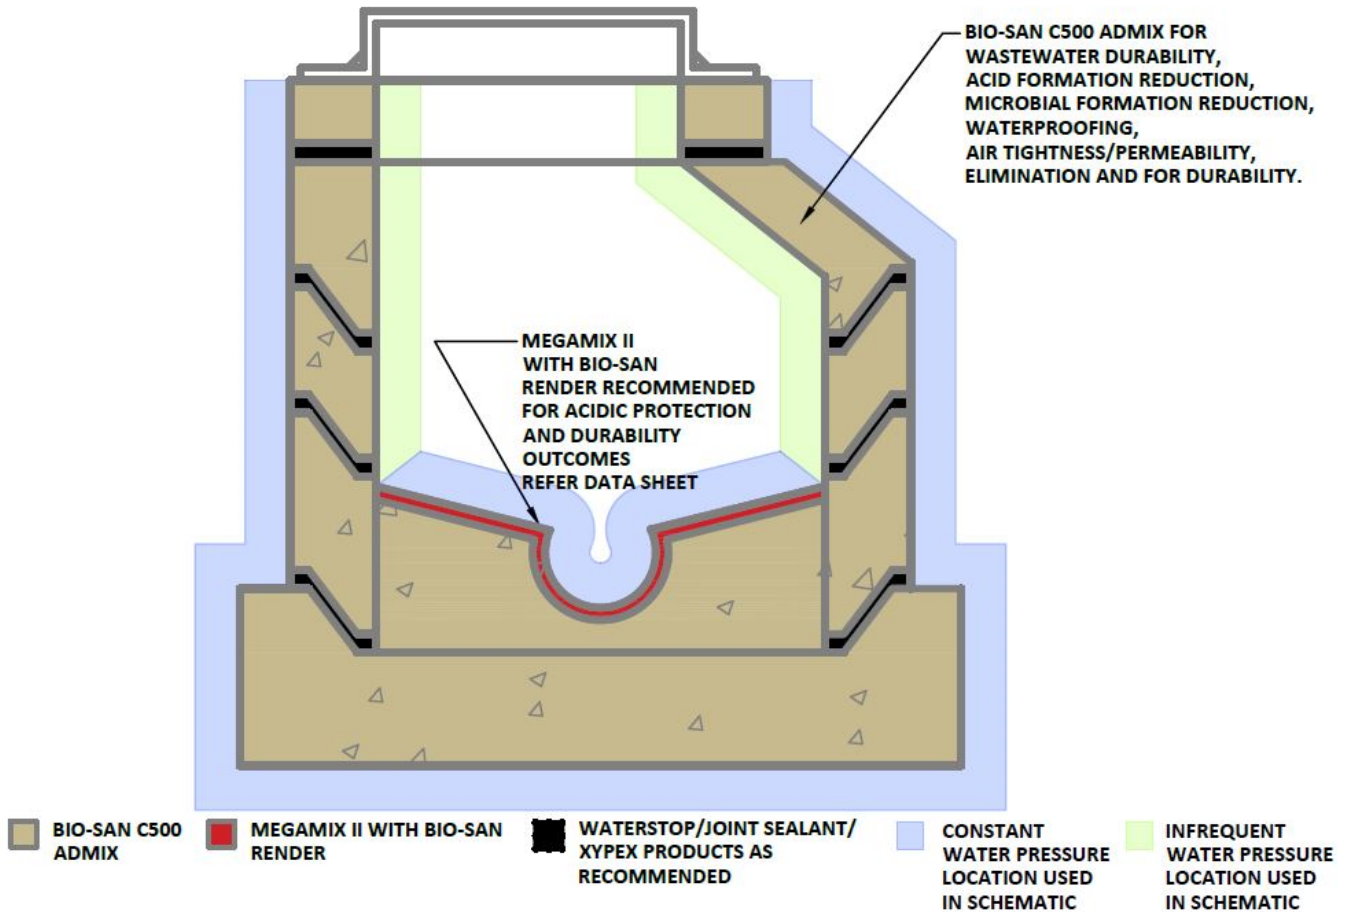 BIO-SAN C500 ADMIX FOR
WASTEWATER DURABILITY,
ACID FORMATION REDUCTION,
MICROBIAL FORMATION REDUCTION,
WATERPROOFING,
AIR TIGHTNESS/PERMEABILITY,
ELIMINATION AND FOR DURABILITY.
MEGAMIX II
WITH BIO-SAN
RENDER RECOMMENDED
FOR ACIDIC PROTECTION
AND DURABILITY
OUTCOMES
REFER DATA SHEET
BIO-SAN C500
ADMIX
MEGAMIX II WITH BIO-SAN
RENDER
WATERSTOP/JOINT SEALANT/
XYPEX PRODUCTS AS
RECOMMENDED
CONSTANT
WATER PRESSURE
LOCATION USED
IN SCHEMATIC
INFREQUENT
WATER PRESSURE
LOCATION USED
IN SCHEMATIC